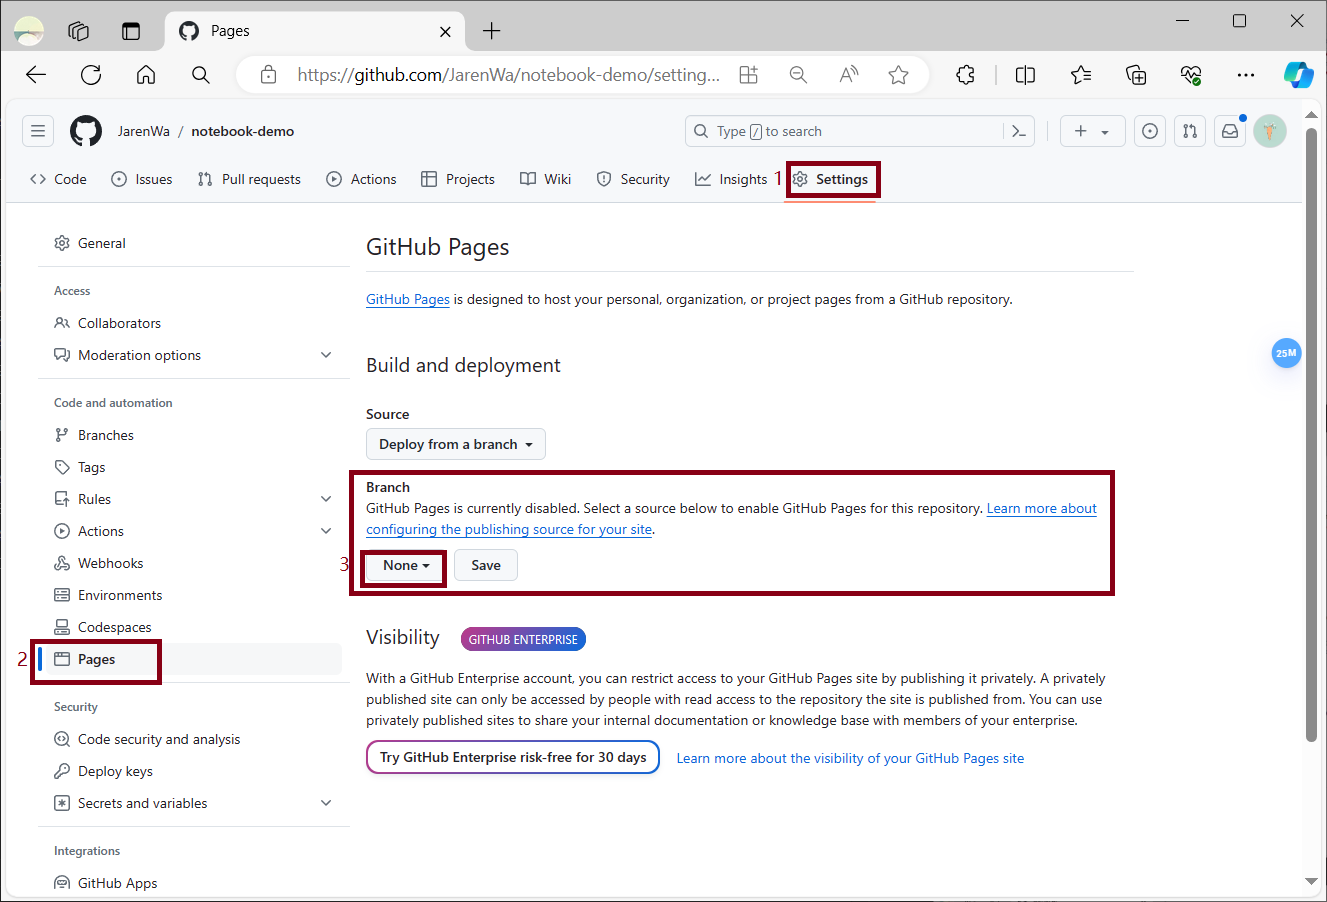 Pages
https://github.com/JarenWa/notebook-demo/setting...
JarenWa / notebook-demo
Type / to search
Code Issues Pull requests Actions Projects Wiki Security Insights 1 Settings
General
Access
Collaborators
Moderation options
Code and automation
Branches
Tags
Rules
Actions
Webhooks
Environments
Codespaces
2 Pages
Security
Code security and analysis
Deploy keys
Secrets and variables
Integrations
GitHub Apps
GitHub Pages
GitHub Pages is designed to host your personal, organization, or project pages from a GitHub repository.
Build and deployment
Source
Deploy from a branch
Branch
GitHub Pages is currently disabled. Select a source below to enable GitHub Pages for this repository. Learn more about
configuring the publishing source for your site.
3 None Save
Visibility GITHUB ENTERPRISE
With a GitHub Enterprise account, you can restrict access to your GitHub Pages site by publishing it privately. A privately
published site can only be accessed by people with read access to the repository the site is published from. You can use
privately published sites to share your internal documentation or knowledge base with members of your enterprise.
Try GitHub Enterprise risk-free for 30 days Learn more about the visibility of your GitHub Pages site
25M